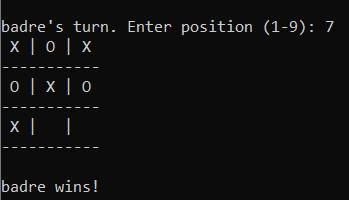 badre's turn. Enter position (1-9): 7
 X | O | X
-----------
 O | X | O
-----------
 X |   |
-----------

badre wins!